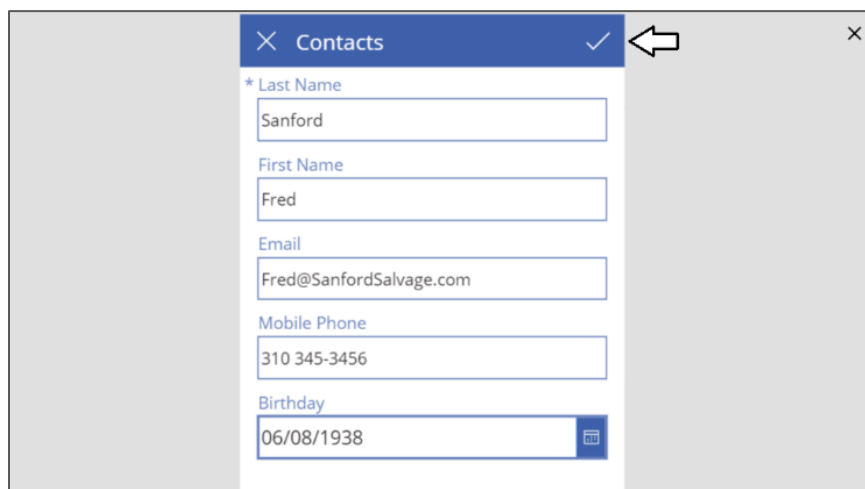 Contacts
* Last Name
Sanford
First Name
Fred
Email
Fred@SanfordSalvage.com
Mobile Phone
310 345-3456
Birthday
06/08/1938